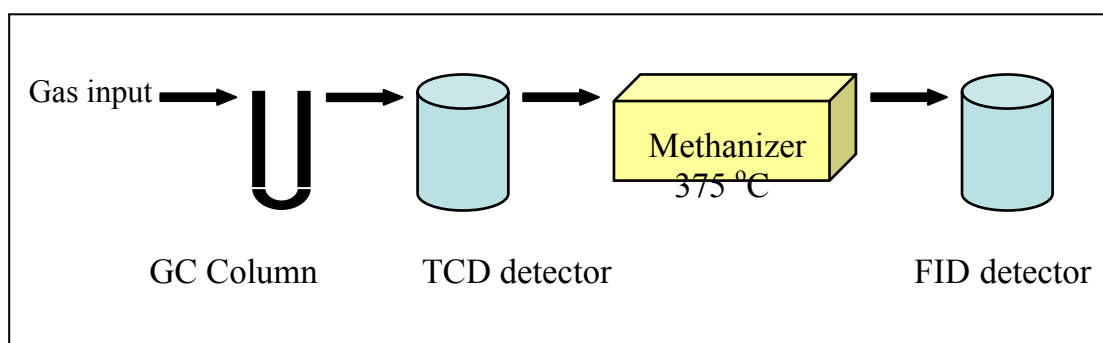 Gas input
Methanizer
375 °C
GC Column
TCD detector
FID detector